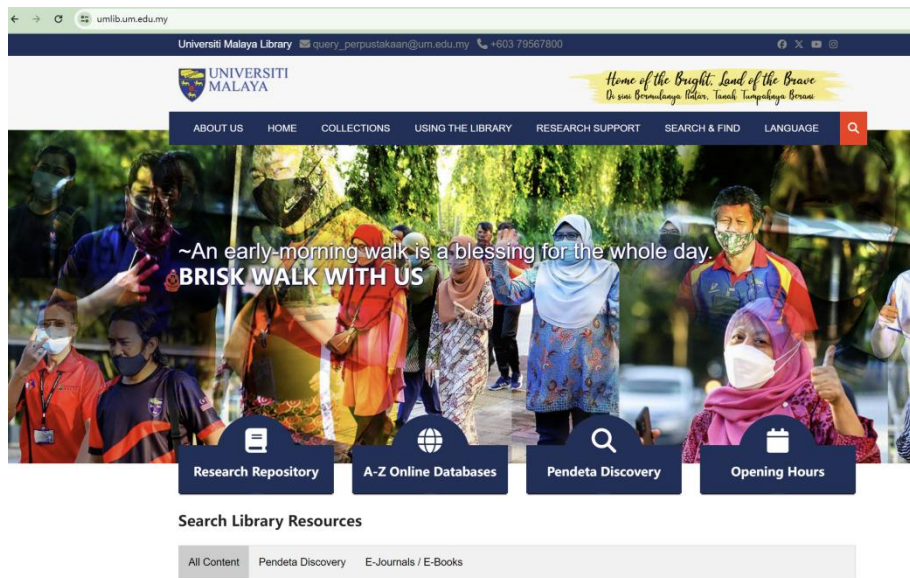 umlib.um.edu.my
Universiti Malaya Library query_perpustakaan@um.edu.my +603 79567800
UNIVERSITI
MALAYA
Home of the Bright, Land of the Brave
Di sini Bermulanya Pintar, Tanah Tumpahnya Berani
ABOUT US HOME COLLECTIONS USING THE LIBRARY RESEARCH SUPPORT SEARCH & FIND LANGUAGE
~An early-morning walk is a blessing for the whole day.
BRISK WALK WITH US
Research Repository A-Z Online Databases Pendeta Discovery Opening Hours
Search Library Resources
All Content Pendeta Discovery E-Journals / E-Books